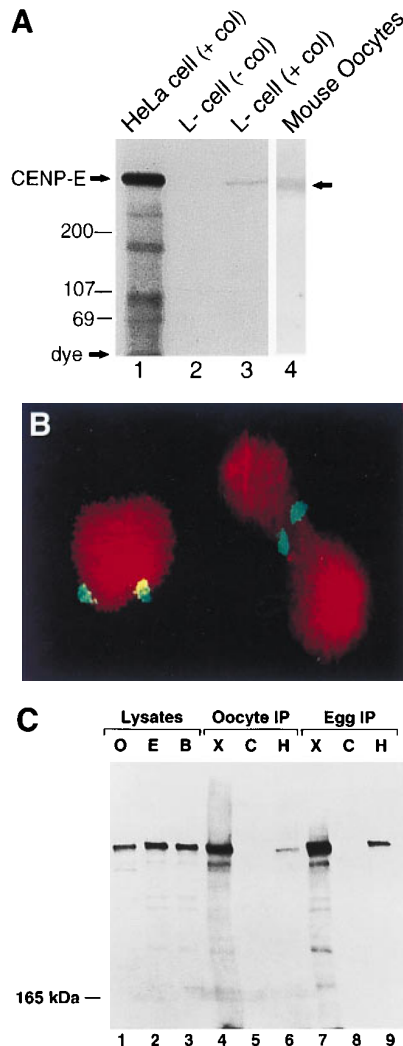 A
HeLa cell (+ col)
L- cell (- col)
L- cell (+ col)
Mouse Oocytes
CENP-E
200
107
69
dye
1 2 3 4
B
C
Lysates Oocyte IP Egg IP
O E B X C H X C H
165 kDa
1 2 3 4 5 6 7 8 9